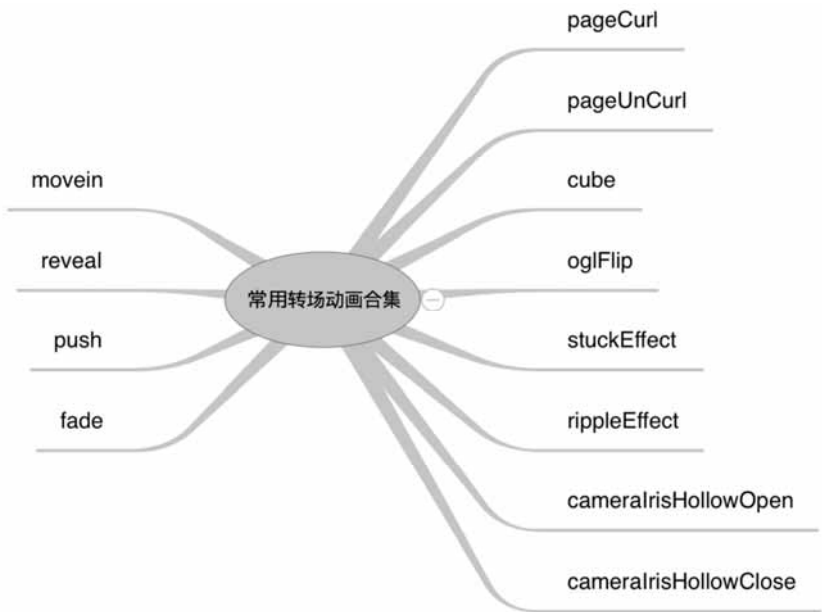 pageCurl
pageUnCurl
movein
cube
reveal
oglFlip
常用转场动画合集
push
stuckEffect
fade
rippleEffect
cameraIrisHollowOpen
cameraIrisHollowClose